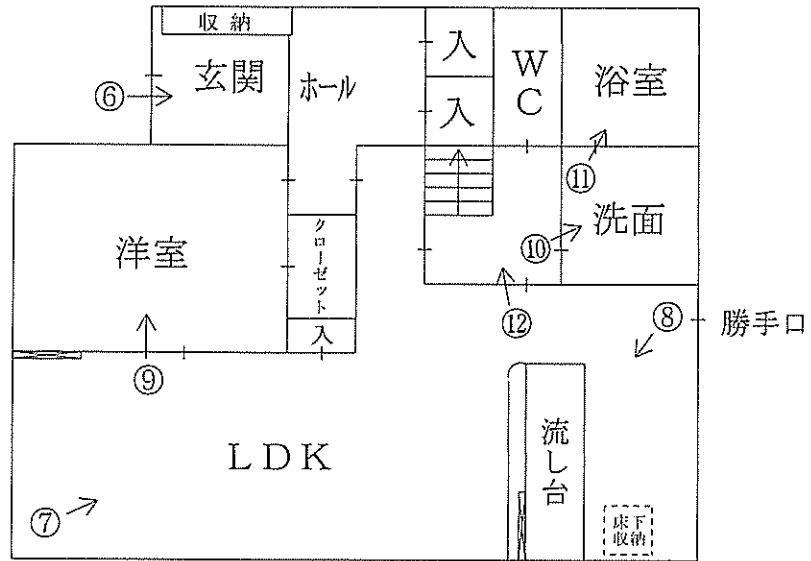 収納
玄関
ホール
入
入
WC
浴室
⑥
⑪
洋室
クローゼット
入
洗面
⑩
⑫
⑧
勝手口
⑨
LDK
流し台
⑦
床下収納